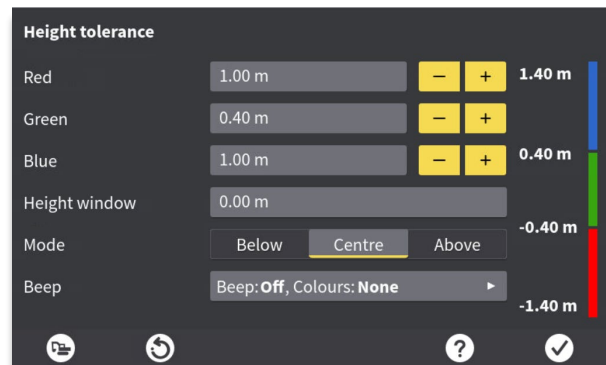 Height tolerance
Red 1.00 m − + 1.40 m
Green 0.40 m − +
Blue 1.00 m − + 0.40 m
Height window 0.00 m
-0.40 m
Mode Below Centre Above
Beep Beep: Off, Colours: None ►
-1.40 m
?